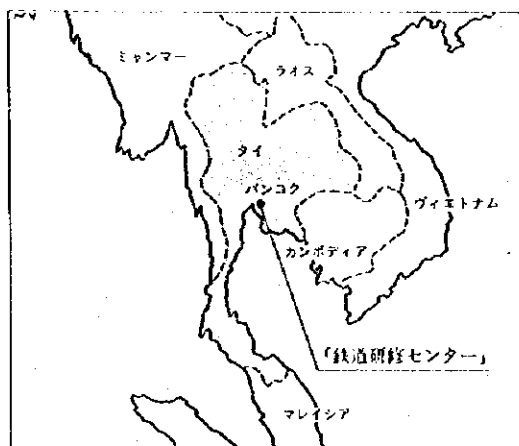 ミャンマー
ライス
タイ
バンコク
ヴィエトナム
カンボディア
「鉄道研修センター」
マレイシア